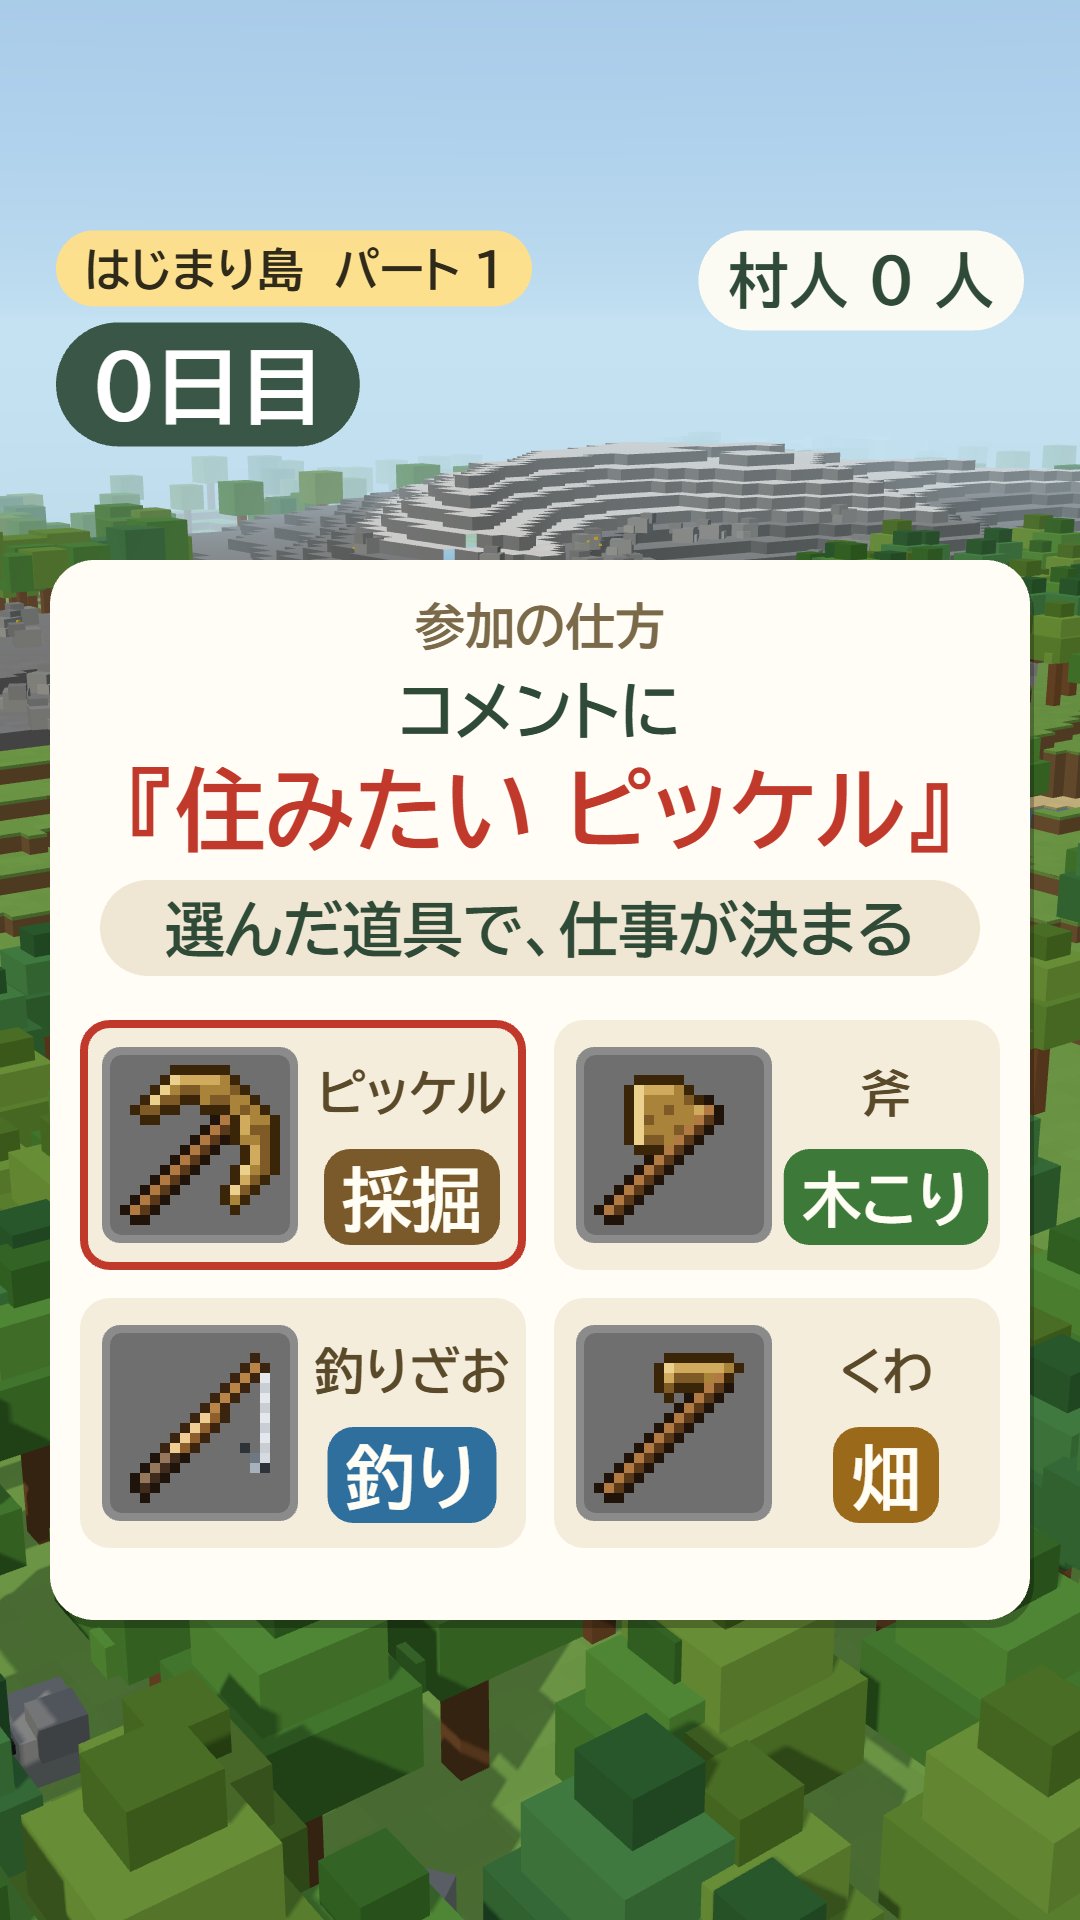 はじまり島 パート 1
村人 0 人
0日目
参加の仕方
コメントに
『住みたい ピッケル』
選んだ道具で、仕事が決まる
ピッケル
採掘
斧
木こり
釣りざお
釣り
くわ
畑